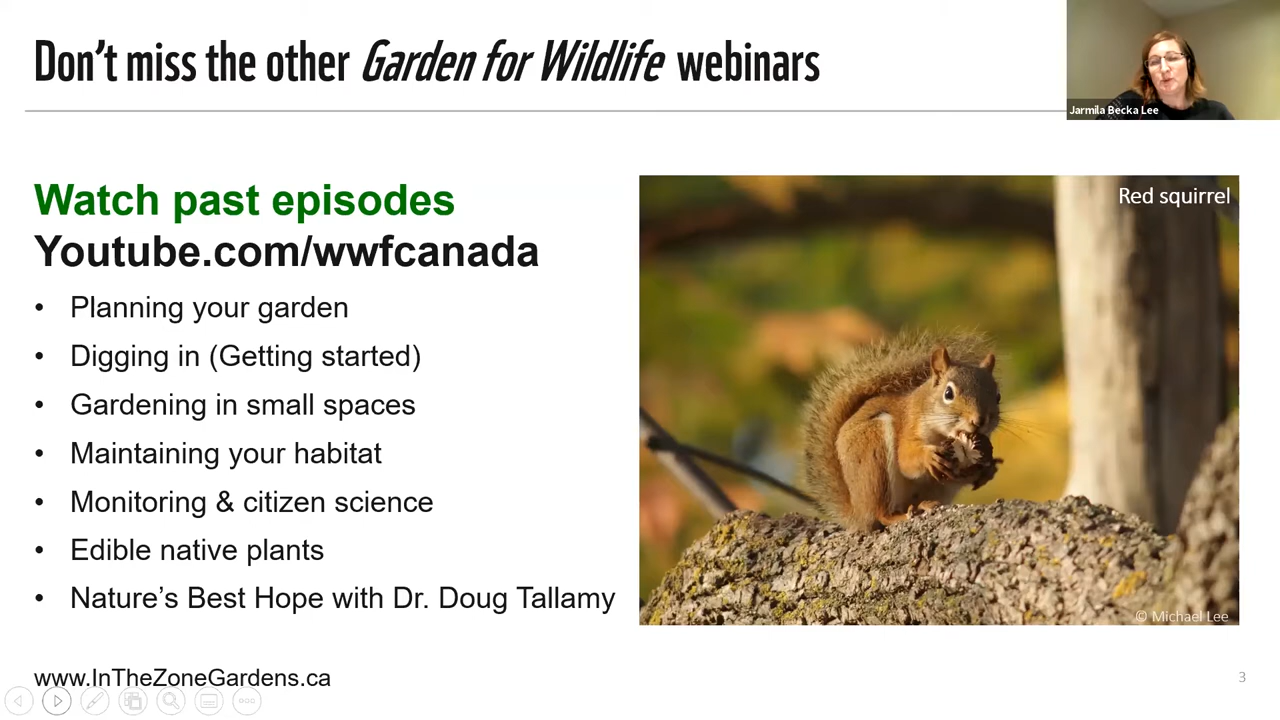 Don’t miss the other Garden for Wildlife webinars
Jarmila Becka Lee
Watch past episodes
Youtube.com/wwfcanada
• Planning your garden
• Digging in (Getting started)
• Gardening in small spaces
• Maintaining your habitat
• Monitoring & citizen science
• Edible native plants
• Nature’s Best Hope with Dr. Doug Tallamy
Red squirrel
© Michael Lee
www.InTheZoneGardens.ca
3